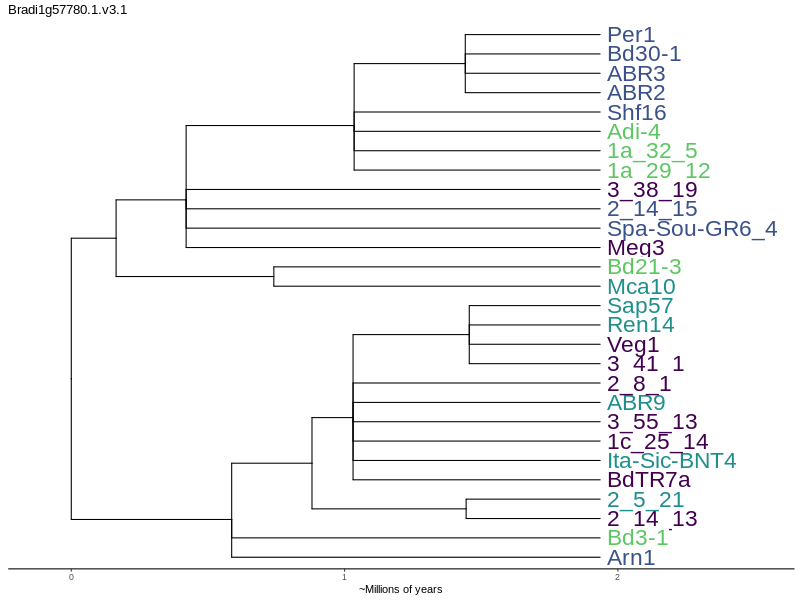 Bradi1g57780.1.v3.1
Per1
Bd30-1
ABR3
ABR2
Shf16
Adi-4
1a_32_5
1a_29_12
3_38_19
2_14_15
Spa-Sou-GR6_4
Meq3
Bd21-3
Mca10
Sap57
Ren14
Veg1
3_41_1
2_8_1
ABR9
3_55_13
1c_25_14
Ita-Sic-BNT4
BdTR7a
2_5_21
2_14_13
Bd3-1
Arn1
0 1 2
~Millions of years